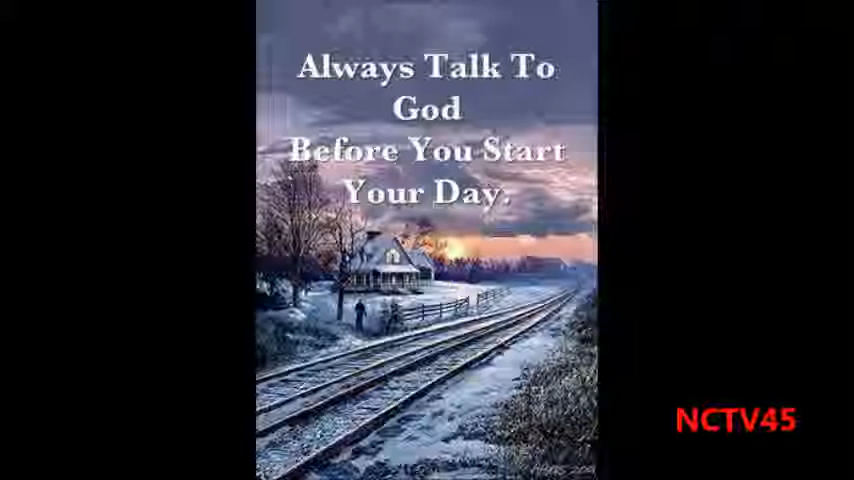 Always Talk To
God
Before You Start
Your Day.
NCTV45